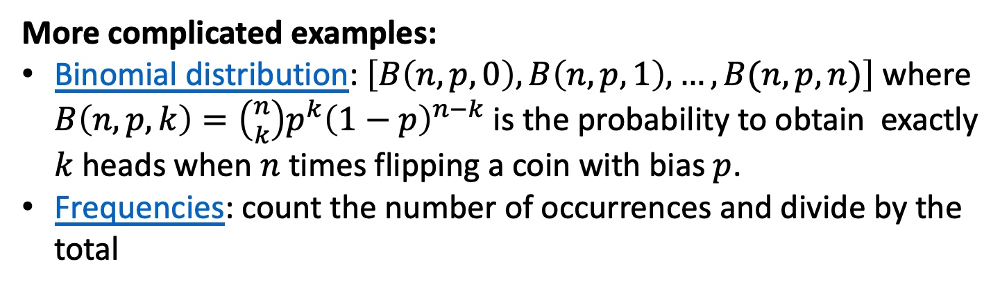 More complicated examples:
• Binomial distribution: [B(n, p, 0), B(n, p, 1), … , B(n, p, n)] where
B(n, p, k) = \binom{n}{k} p^k (1 − p)^{n−k} is the probability to obtain exactly
k heads when n times flipping a coin with bias p.
• Frequencies: count the number of occurrences and divide by the
total